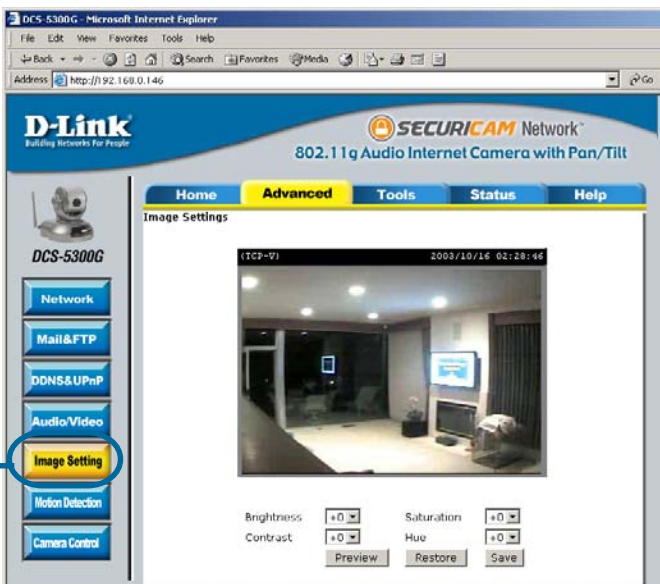 DCS-5300G - Microsoft Internet Explorer
File Edit View Favorites Tools Help
Back Search Favorites Media
Address http://192.168.0.146 Go
D-Link
Building Networks For People
SECURICAM Network™
802.11g Audio Internet Camera with Pan/Tilt
Home Advanced Tools Status Help
Image Settings
DCS-5300G
(TCP-V) 2003/10/16 02:28:46
Network
Mail&FTP
DDNS&UPnP
Audio/Video
Image Setting
Motion Detection
Camera Control
Brightness +0 Saturation +0
Contrast +0 Hue +0
Preview Restore Save